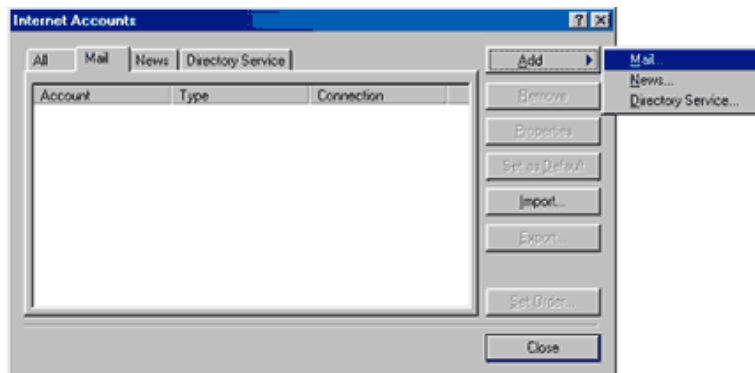 Internet Accounts
All Mail News Directory Service
Account Type Connection
Add
Remove
Properties
Set as Default
Import...
Export...
Set Order...
Close
Mail...
News...
Directory Service...